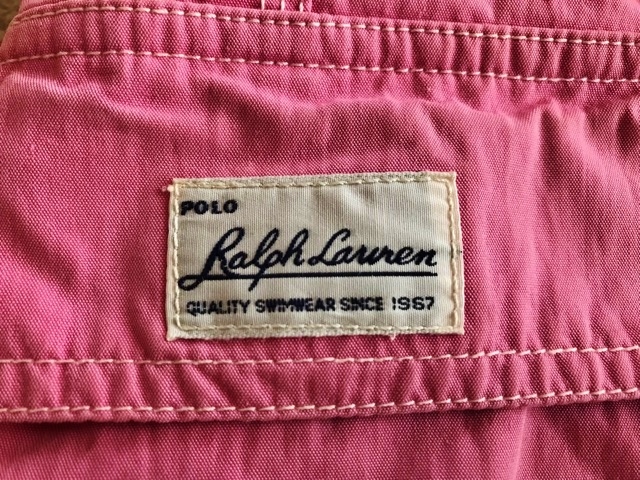 POLO
Ralph Lauren
QUALITY SWIMWEAR SINCE 1967